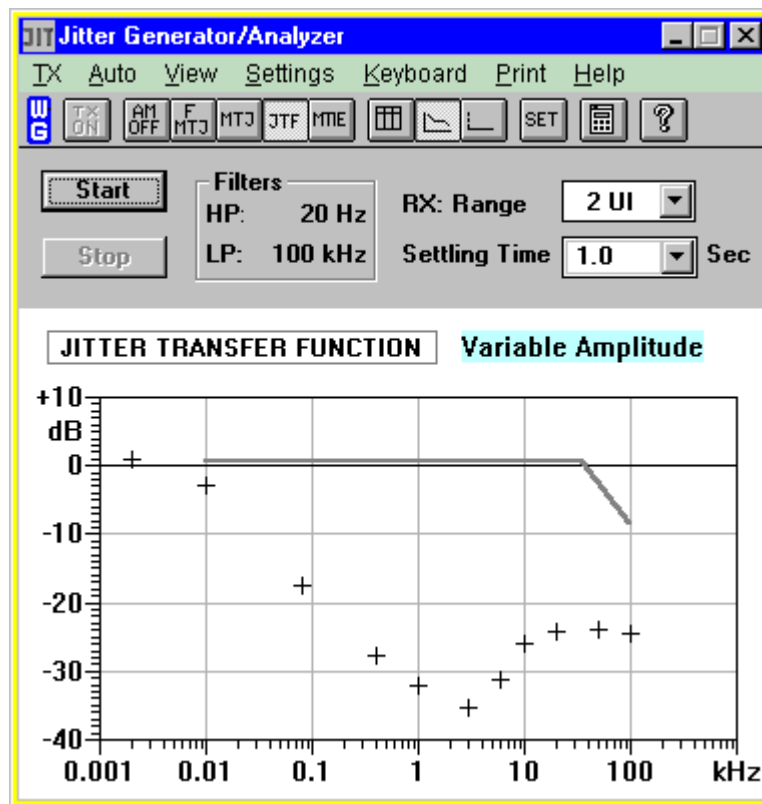 JIT Jitter Generator/Analyzer
TX Auto View Settings Keyboard Print Help
WG TX ON AM OFF F MTJ MTJ JTF MTIE SET ?
Start
Filters
HP: 20 Hz
RX: Range 2 UI
Stop
LP: 100 kHz
Settling Time 1.0 Sec
JITTER TRANSFER FUNCTION Variable Amplitude
+10
dB
0
-10
-20
-30
-40
0.001 0.01 0.1 1 10 100 kHz